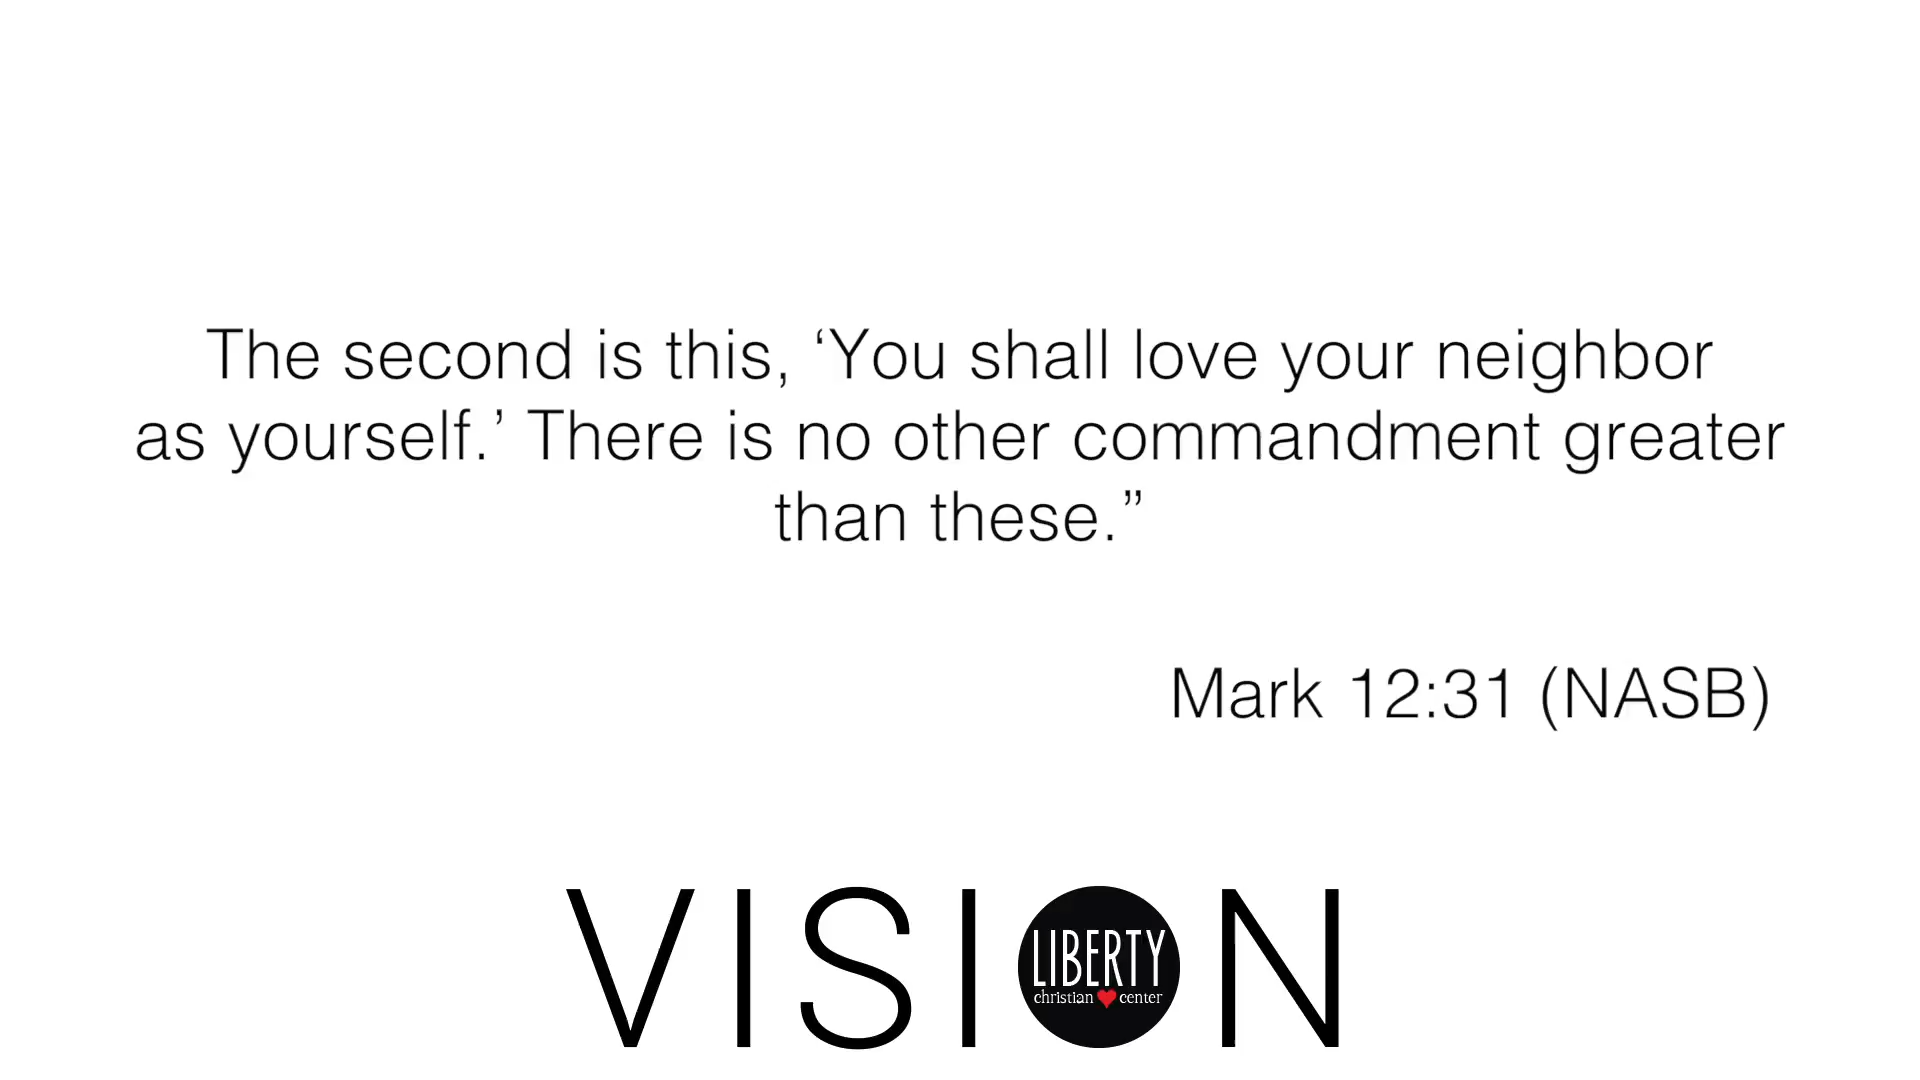 The second is this, ‘You shall love your neighbor
as yourself.’ There is no other commandment greater
than these.”
Mark 12:31 (NASB)
VISI N
LIBERTY
christian center